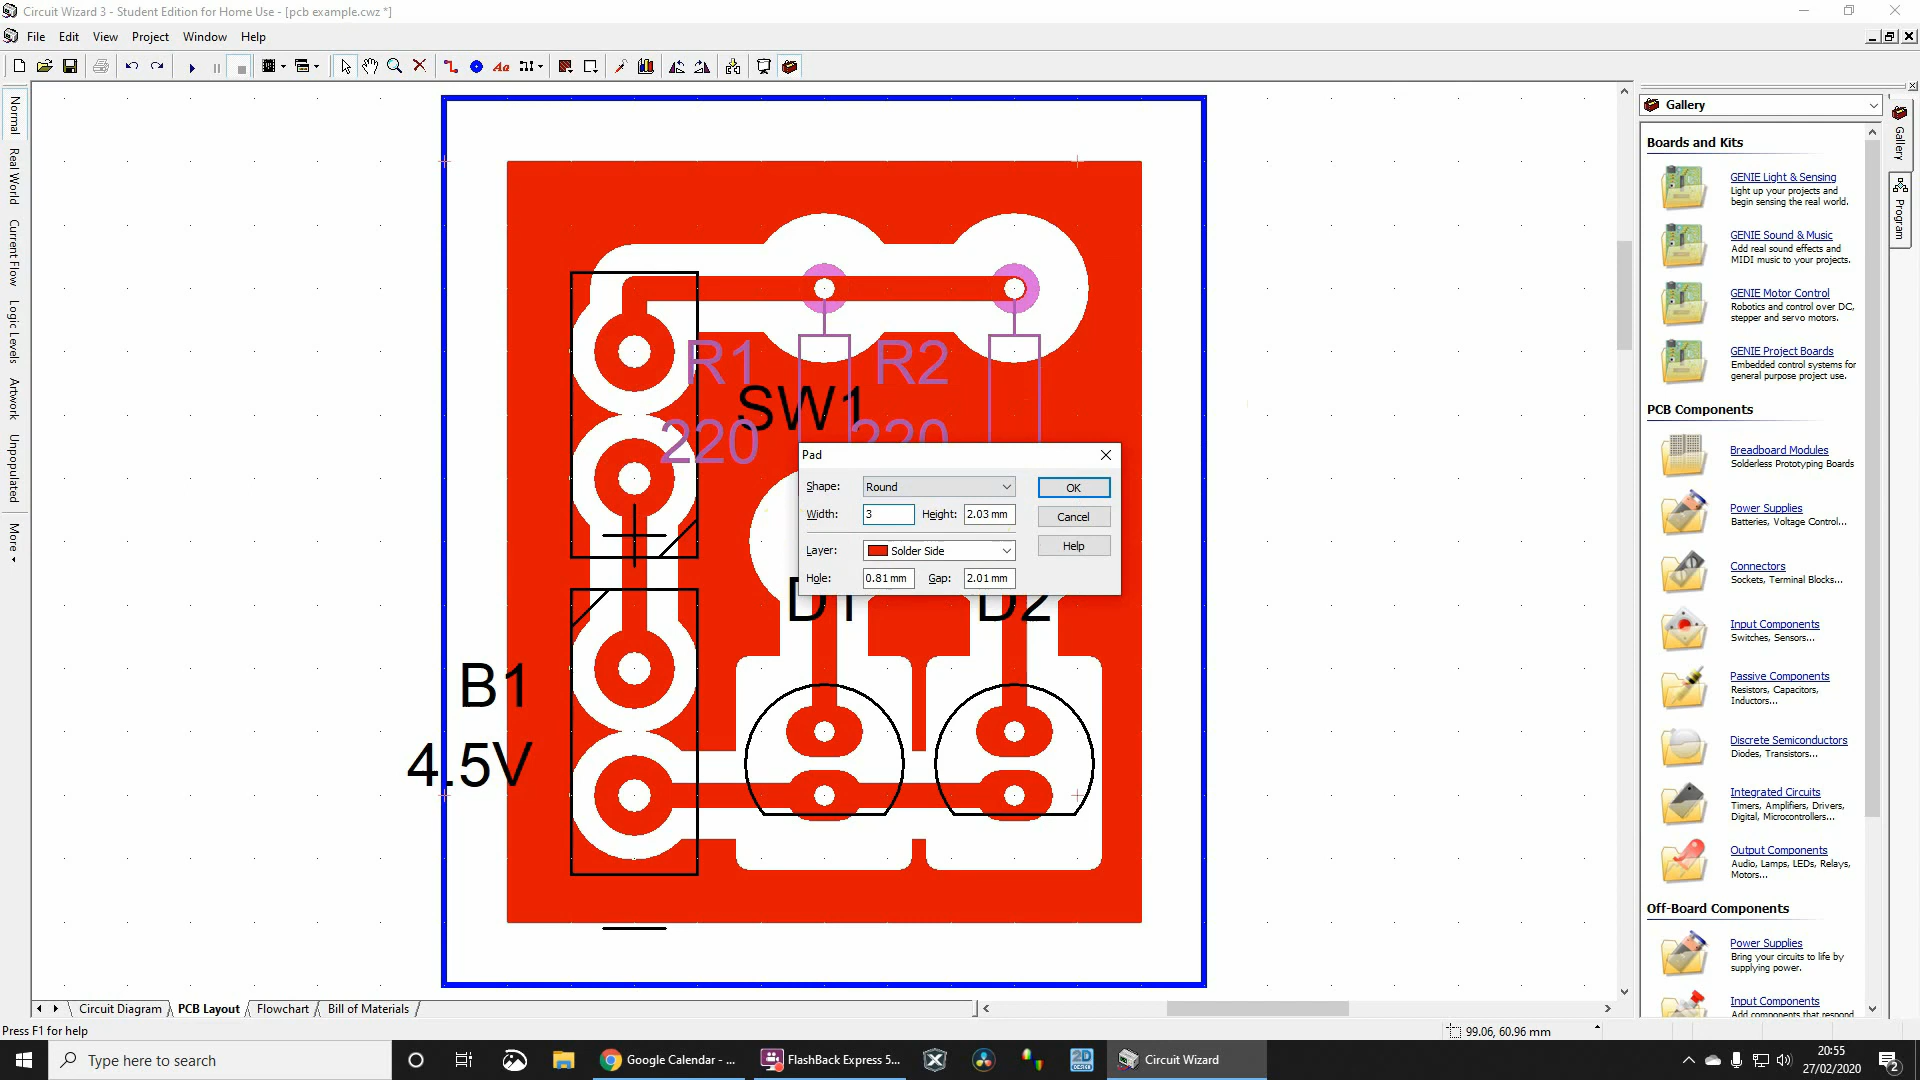 Circuit Wizard 3 - Student Edition for Home Use - [pcb example.cwz *]
File Edit View Project Window Help
Aa
Normal
Real World
Current Flow
Logic Levels
Artwork
Unpopulated
More
R1
R2
SW1
220
220
D1
D2
B1
4.5V
Pad
Shape: Round OK
Width: 3 Height: 2.03 mm Cancel
Layer: Solder Side Help
Hole: 0.81 mm Gap: 2.01 mm
Gallery
Gallery
Program
Boards and Kits
GENIE Light & Sensing
Light up your projects and
begin sensing the real world.
GENIE Sound & Music
Add real sound effects and
MIDI music to your projects.
GENIE Motor Control
Robotics and control over DC,
stepper and servo motors.
GENIE Project Boards
Embedded control systems for
general purpose project use.
PCB Components
Breadboard Modules
Solderless Prototyping Boards
Power Supplies
Batteries, Voltage Control...
Connectors
Sockets, Terminal Blocks...
Input Components
Switches, Sensors...
Passive Components
Resistors, Capacitors,
Inductors...
Discrete Semiconductors
Diodes, Transistors...
Integrated Circuits
Timers, Amplifiers, Drivers,
Digital, Microcontrollers...
Output Components
Audio, Lamps, LEDs, Relays,
Motors...
Off-Board Components
Power Supplies
Bring your circuits to life by
supplying power.
Input Components
Add components that respond
Circuit Diagram PCB Layout Flowchart Bill of Materials
Press F1 for help
99.06, 60.96 mm
Type here to search
Google Calendar - ...
FlashBack Express 5...
2D
DESIGN
Circuit Wizard
20:55
27/02/2020
2